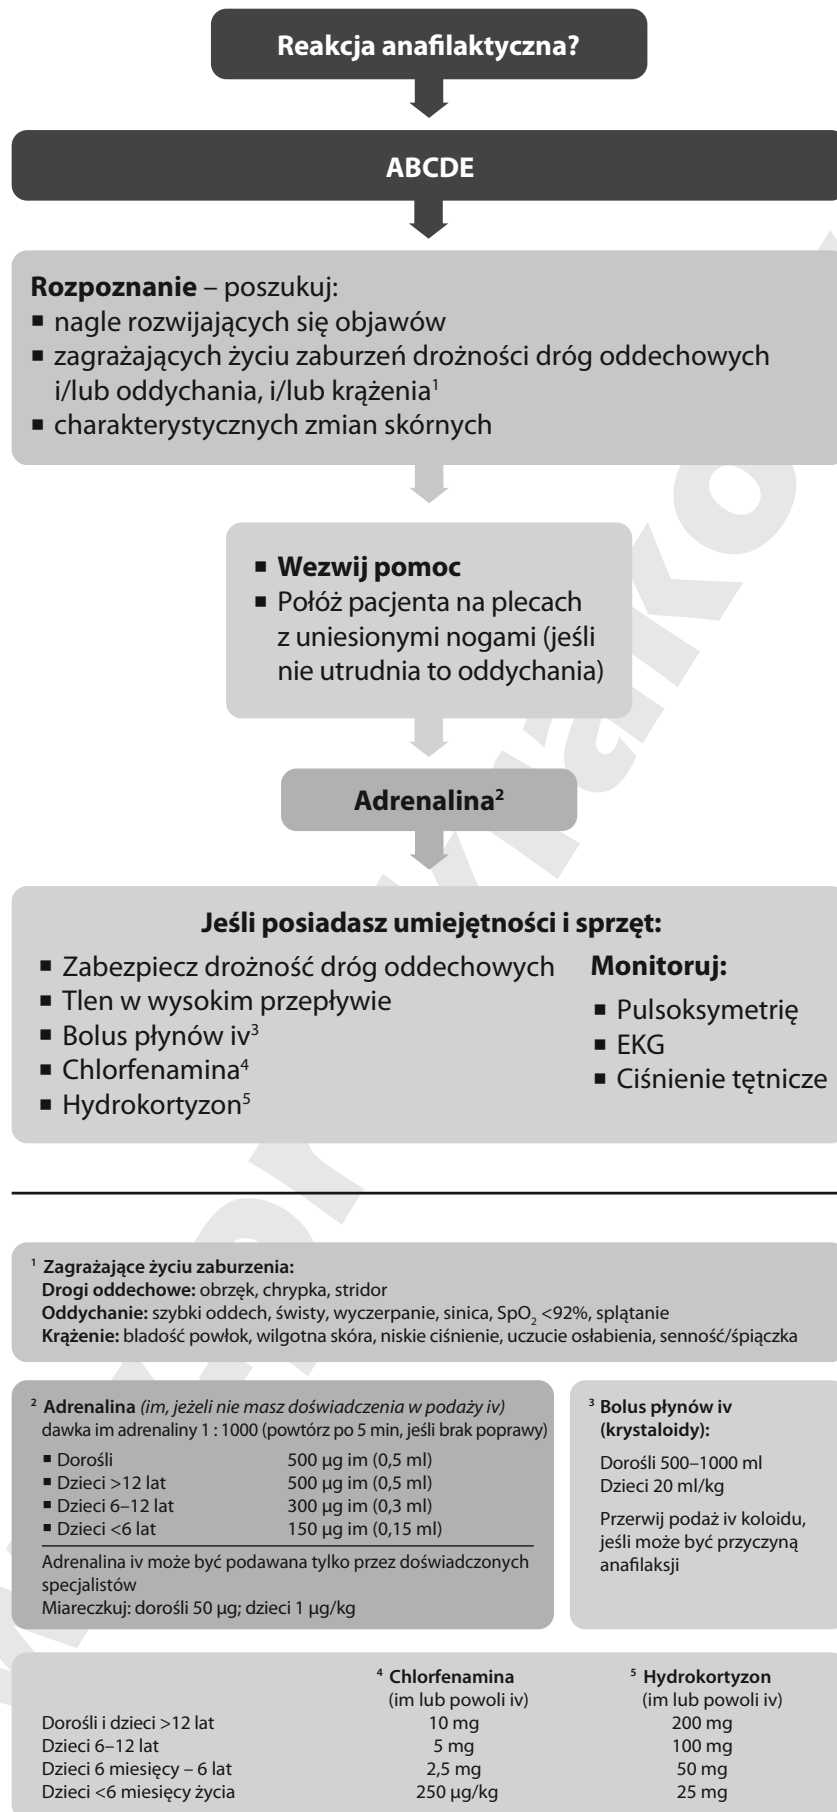 Reakcja anafilaktyczna?
ABCDE
Rozpoznanie – poszukuj:
▪ nagle rozwijających się objawów
▪ zagrażających życiu zaburzeń drożności dróg oddechowych
i/lub oddychania, i/lub krążenia¹
▪ charakterystycznych zmian skórnych
▪ Wezwij pomoc
▪ Połóż pacjenta na plecach
z uniesionymi nogami (jeśli
nie utrudnia to oddychania)
Adrenalina²
Jeśli posiadasz umiejętności i sprzęt:
▪ Zabezpiecz drożność dróg oddechowych
▪ Tlen w wysokim przepływie
▪ Bolus płynów iv³
▪ Chlorfenamina⁴
▪ Hydrokortyzon⁵
Monitoruj:
▪ Pulsoksymetrię
▪ EKG
▪ Ciśnienie tętnicze
¹ Zagrażające życiu zaburzenia:
Drogi oddechowe: obrzęk, chrypka, stridor
Oddychanie: szybki oddech, świsty, wyczerpanie, sinica, SpO₂ <92%, splątanie
Krążenie: bladość powłok, wilgotna skóra, niskie ciśnienie, uczucie osłabienia, senność/śpiączka
² Adrenalina (im, jeżeli nie masz doświadczenia w podaży iv)
dawka im adrenaliny 1 : 1000 (powtórz po 5 min, jeśli brak poprawy)
▪ Dorośli 500 µg im (0,5 ml)
▪ Dzieci >12 lat 500 µg im (0,5 ml)
▪ Dzieci 6–12 lat 300 µg im (0,3 ml)
▪ Dzieci <6 lat 150 µg im (0,15 ml)
Adrenalina iv może być podawana tylko przez doświadczonych
specjalistów
Miareczkuj: dorośli 50 µg; dzieci 1 µg/kg
³ Bolus płynów iv
(krystaloidy):
Dorośli 500–1000 ml
Dzieci 20 ml/kg
Przerwij podaż iv koloidu,
jeśli może być przyczyną
anafilaksji
⁴ Chlorfenamina ⁵ Hydrokortyzon
(im lub powoli iv) (im lub powoli iv)
Dorośli i dzieci >12 lat 10 mg 200 mg
Dzieci 6–12 lat 5 mg 100 mg
Dzieci 6 miesięcy – 6 lat 2,5 mg 50 mg
Dzieci <6 miesięcy życia 250 µg/kg 25 mg